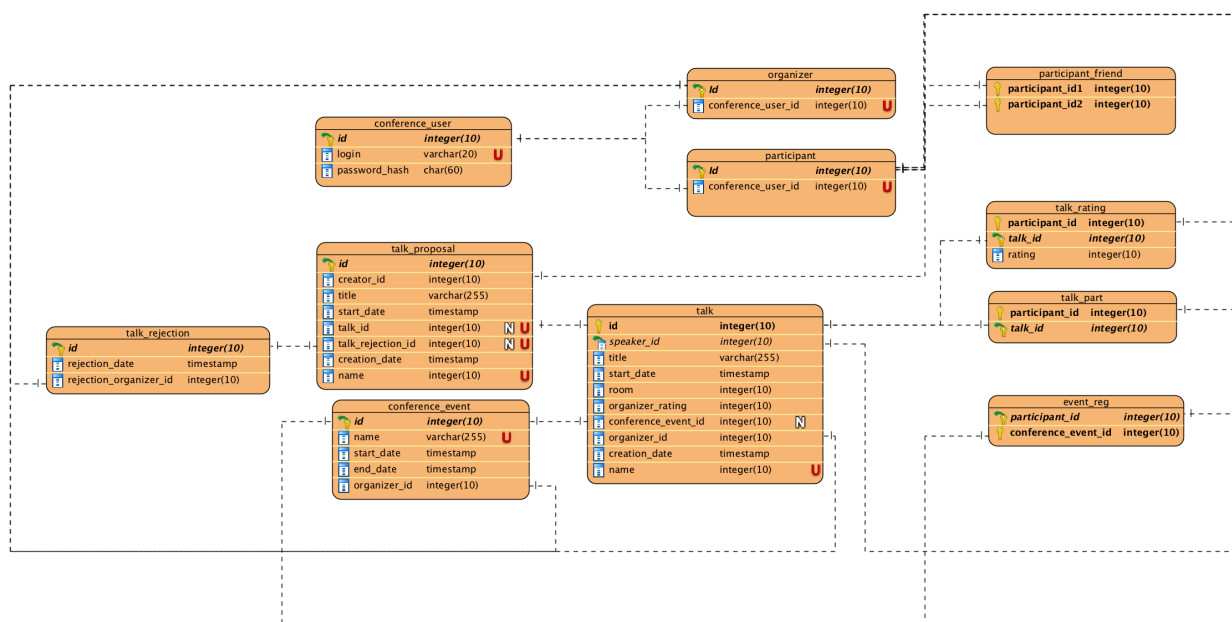 organizer
Id integer(10)
conference_user_id integer(10) U
participant_friend
participant_id1 integer(10)
participant_id2 integer(10)
conference_user
id integer(10)
login varchar(20) U
password_hash char(60)
participant
Id integer(10)
conference_user_id integer(10) U
talk_rating
participant_id integer(10)
talk_id integer(10)
rating integer(10)
talk_proposal
id integer(10)
creator_id integer(10)
title varchar(255)
start_date timestamp
talk_id integer(10) N U
talk_rejection_id integer(10) N U
creation_date timestamp
name integer(10) U
talk_part
participant_id integer(10)
talk_id integer(10)
talk
id integer(10)
speaker_id integer(10)
title varchar(255)
start_date timestamp
room integer(10)
organizer_rating integer(10)
conference_event_id integer(10) N
organizer_id integer(10)
creation_date timestamp
name integer(10) U
talk_rejection
id integer(10)
rejection_date timestamp
rejection_organizer_id integer(10)
conference_event
id integer(10)
name varchar(255) U
start_date timestamp
end_date timestamp
organizer_id integer(10)
event_reg
participant_id integer(10)
conference_event_id integer(10)